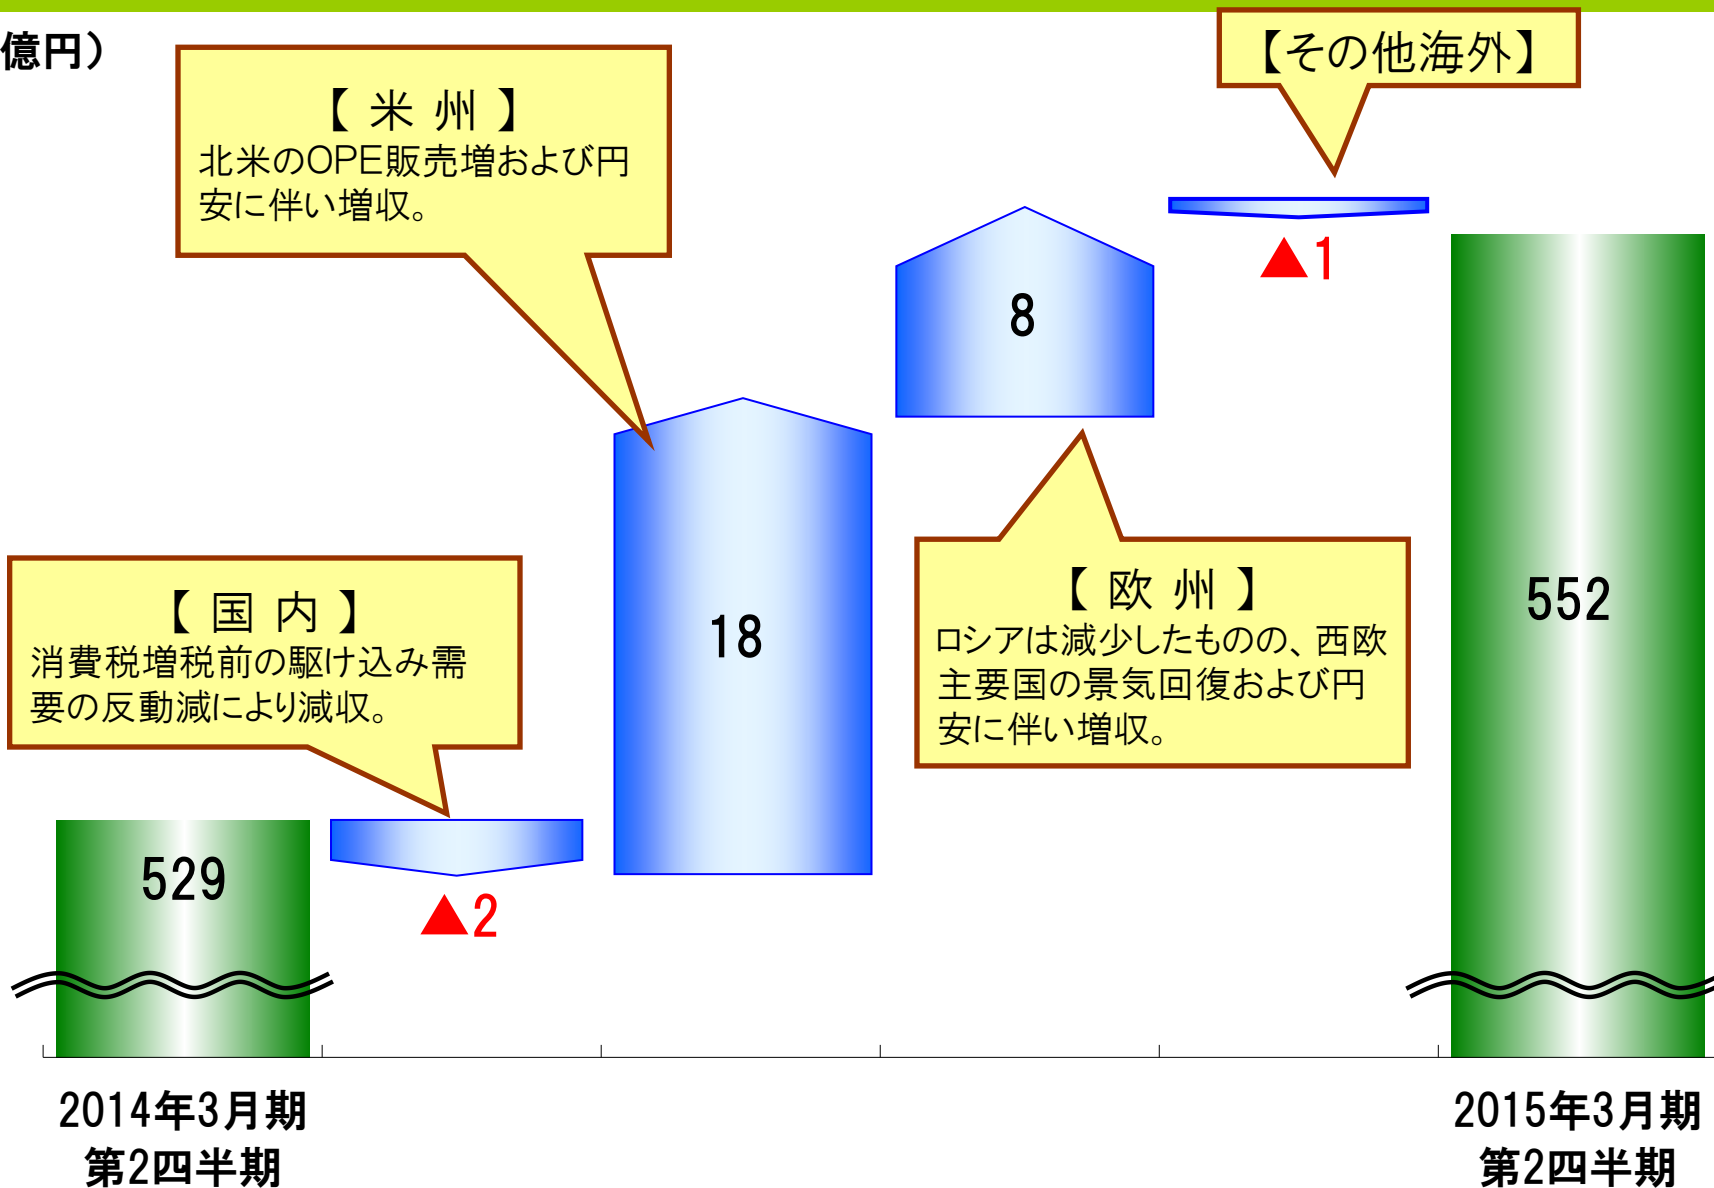 億円）
【その他海外】
【 米 州 】
北米のOPE販売増および円
安に伴い増収。
▲1
8
【 国 内 】
消費税増税前の駆け込み需
要の反動減により減収。
18
【 欧 州 】
ロシアは減少したものの、西欧
主要国の景気回復および円
安に伴い増収。
552
529
▲2
2014年3月期
第2四半期
2015年3月期
第2四半期